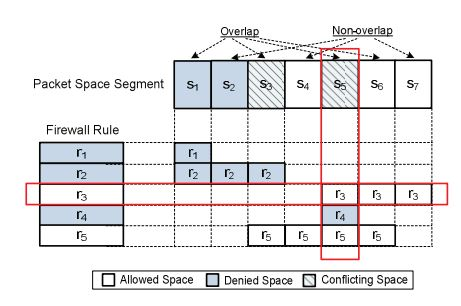 Overlap Non-overlap
Packet Space Segment s1 s2 s3 s4 s5 s6 s7
Firewall Rule
r1 r1
r2 r2 r2 r2
r3 r3 r3 r3
r4 r4
r5 r5 r5 r5 r5
Allowed Space Denied Space Conflicting Space